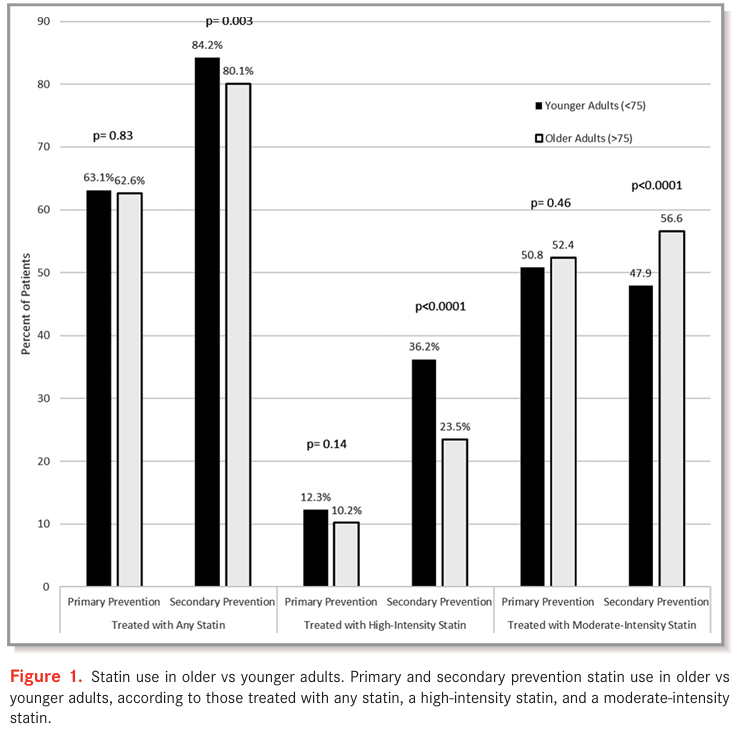 90
80
70
60
50
40
30
20
10
0
Percent of Patients
p= 0.83
63.1%
62.6%
p= 0.003
84.2%
80.1%
p= 0.14
12.3%
10.2%
p<0.0001
36.2%
23.5%
p= 0.46
50.8
52.4
p<0.0001
47.9
56.6
Younger Adults (<75)
Older Adults (>75)
Primary Prevention
Secondary Prevention
Primary Prevention
Secondary Prevention
Primary Prevention
Secondary Prevention
Treated with Any Statin
Treated with High-Intensity Statin
Treated with Moderate-Intensity Statin
Figure 1. Statin use in older vs younger adults. Primary and secondary prevention statin use in older vs
younger adults, according to those treated with any statin, a high-intensity statin, and a moderate-intensity
statin.